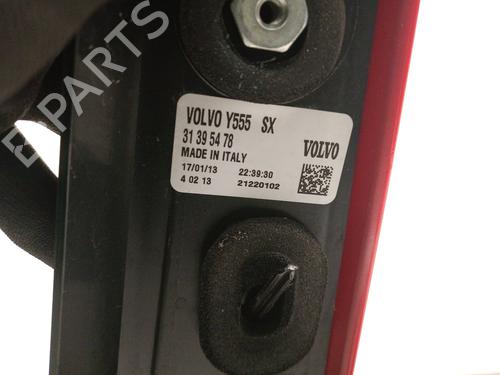 B-PARTS
VOLVO Y555 SX
31 39 54 78
MADE IN ITALY
VOLVO
17/01/13 22:39:30
4 02 13 21220102